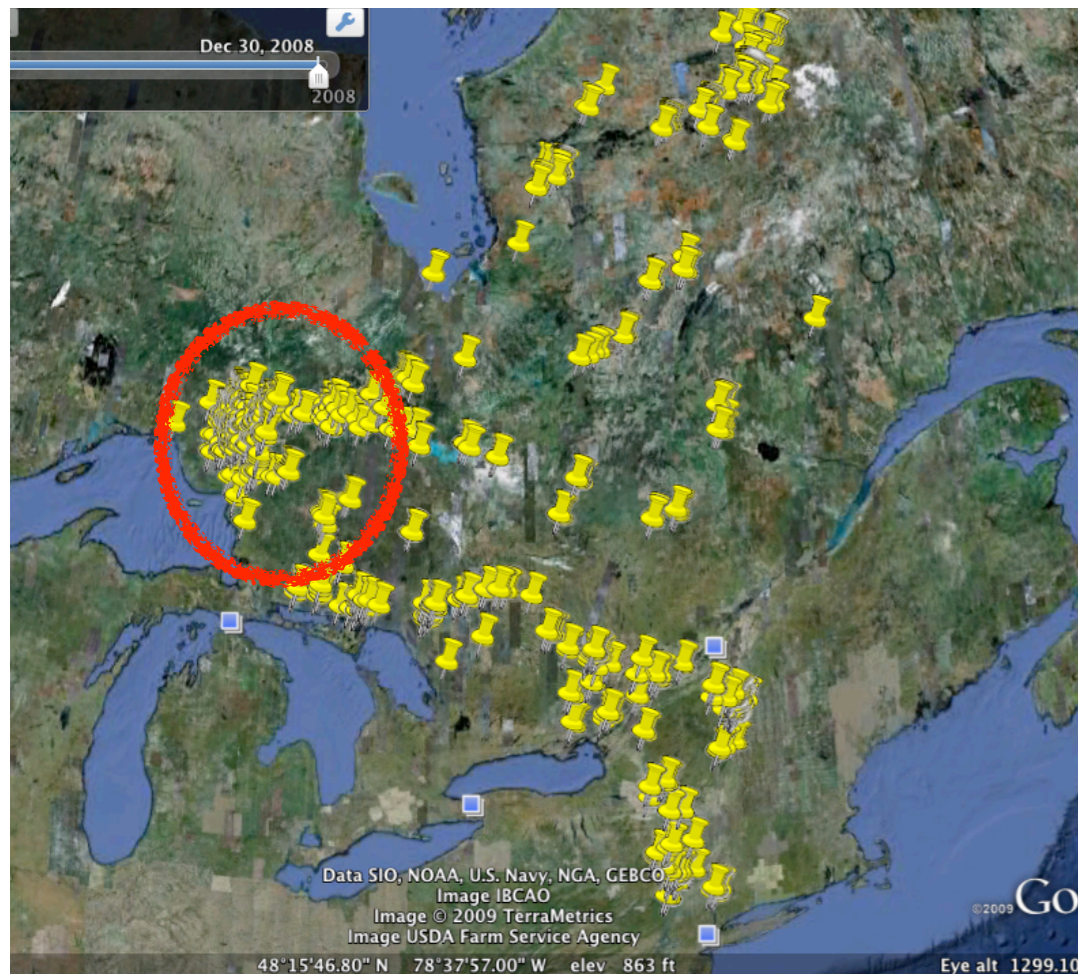 Dec 30, 2008
2008
Data SIO, NOAA, U.S. Navy, NGA, GEBCO
Image IBCAO
Image © 2009 TerraMetrics
Image USDA Farm Service Agency
©2009 Go
48°15'46.80" N 78°37'57.00" W elev 863 ft Eye alt 1299.10